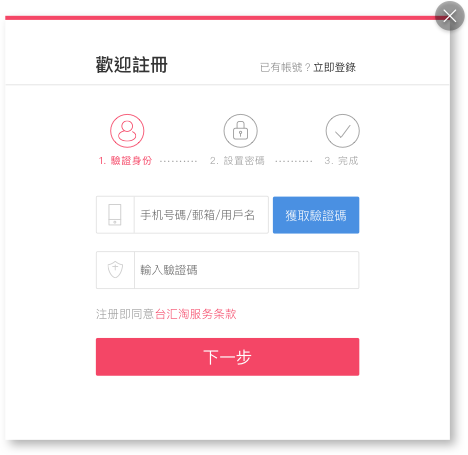 歡迎註冊
已有帳號？立即登錄
1. 驗證身份 ··········· 2. 設置密碼 ··········· 3. 完成
手机号碼/郵箱/用戶名 獲取驗證碼
輸入驗證碼
注册即同意台汇淘服务条款
下一步